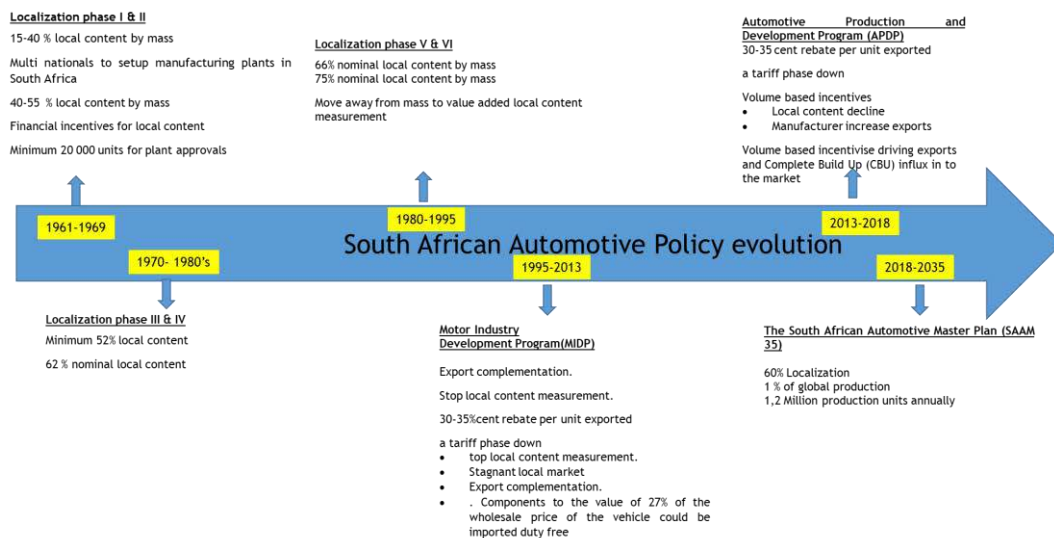 Localization phase I & II
15-40 % local content by mass
Multi nationals to setup manufacturing plants in
South Africa
40-55 % local content by mass
Financial incentives for local content
Minimum 20 000 units for plant approvals
Localization phase V & VI
66% nominal local content by mass
75% nominal local content by mass
Move away from mass to value added local content
measurement
Automotive Production and
Development Program (APDP)
30-35 cent rebate per unit exported
a tariff phase down
Volume based incentives
• Local content decline
• Manufacturer increase exports
Volume based incentivise driving exports
and Complete Build Up (CBU) influx in to
the market
1961-1969
1980-1995
2013-2018
South African Automotive Policy evolution
1970- 1980's
1995-2013
2018-2035
Localization phase III & IV
Minimum 52% local content
62 % nominal local content
Motor Industry
Development Program(MIDP)
Export complementation.
Stop local content measurement.
30-35%cent rebate per unit exported
a tariff phase down
• top local content measurement.
• Stagnant local market
• Export complementation.
• . Components to the value of 27% of the
wholesale price of the vehicle could be
imported duty free
The South African Automotive Master Plan (SAAM
35)
60% Localization
1 % of global production
1,2 Million production units annually